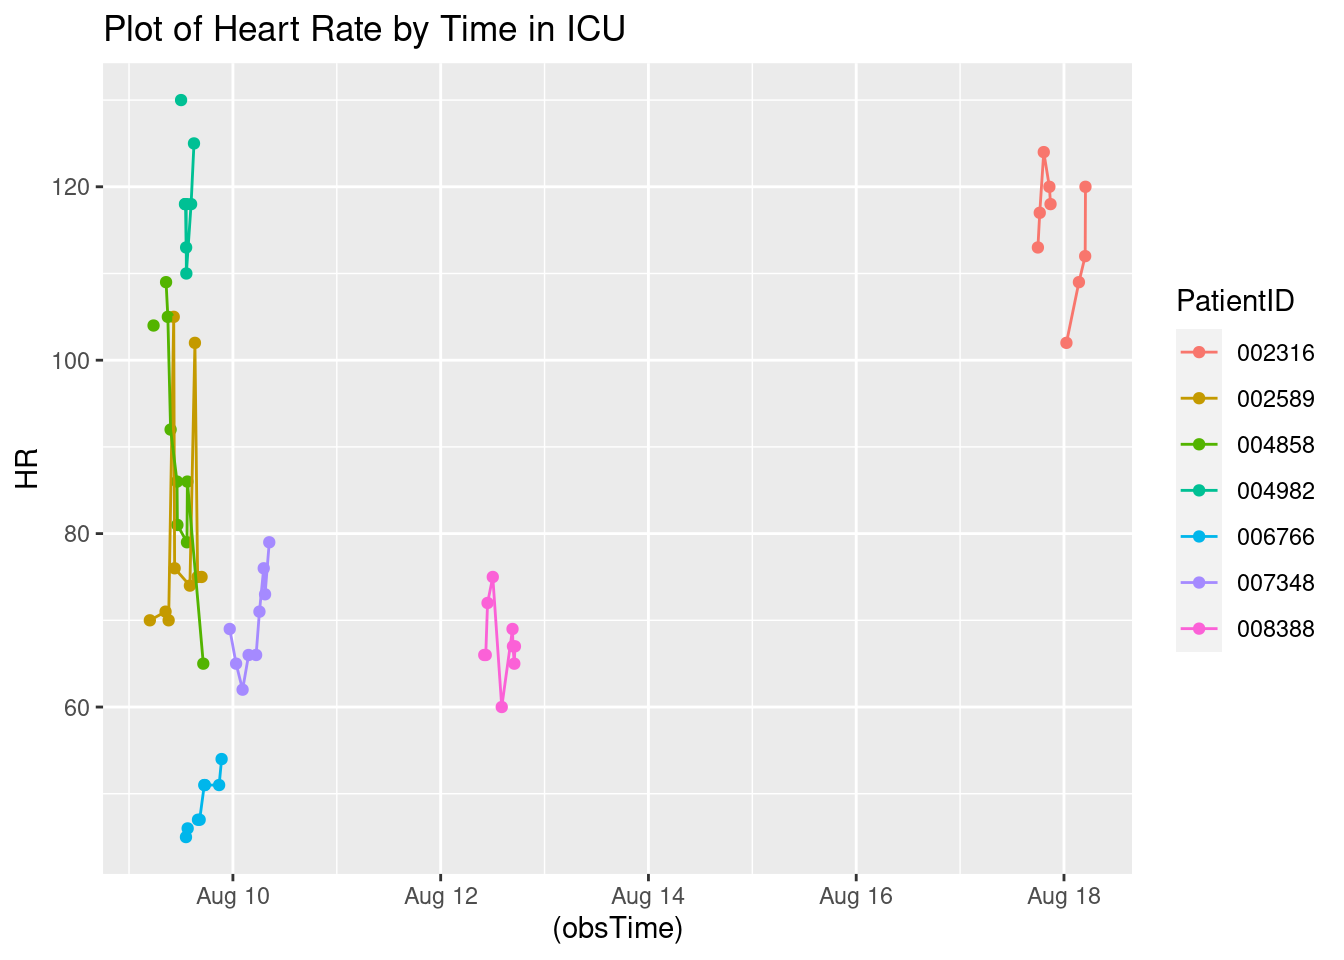 Plot of Heart Rate by Time in ICU
120
100
80
60
HR
Aug 10 Aug 12 Aug 14 Aug 16 Aug 18
(obsTime)
PatientID
002316
002589
004858
004982
006766
007348
008388